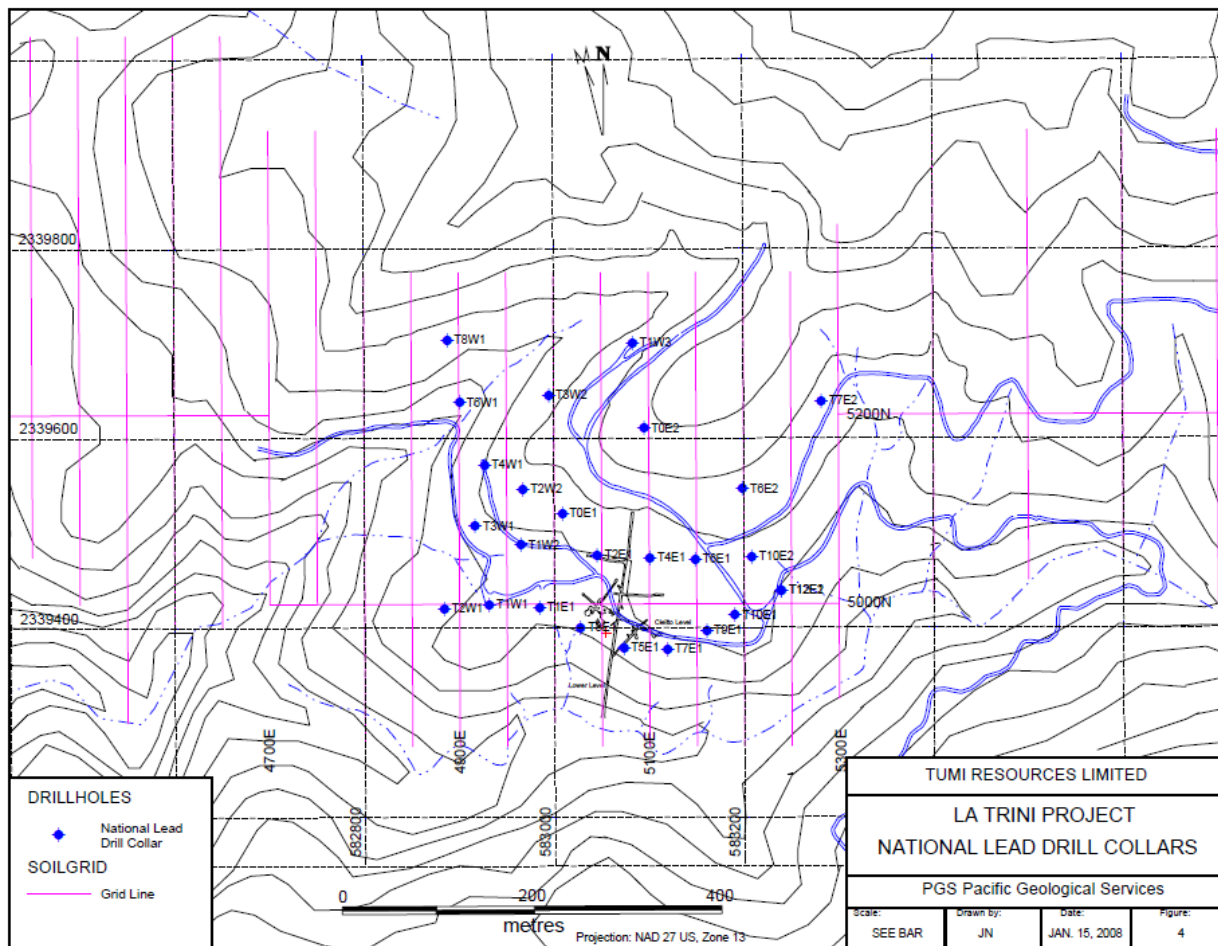 M N
2339800
T8W1
T1W3
T3W2
T6W1
T7E2
5200N
T0E2
2339600
T4W1
T2W2
T6E2
T0E1
T3W1
T1W2
T2E1
T4E1
T6E1
T10E2
T12E2
T2W1
T1W1
T1E1
5000N
T10E1
2339400
T3E1
Cielito Level
T9E1
T5E1
T7E1
Lower Level
4700E
4900E
5100E
5300E
582800
583000
583200
DRILLHOLES
National Lead
Drill Collar
SOILGRID
Grid Line
0 200 400
metres
Projection: NAD 27 US, Zone 13
TUMI RESOURCES LIMITED
LA TRINI PROJECT
NATIONAL LEAD DRILL COLLARS
PGS Pacific Geological Services
Scale: Drawn by: Date: Figure:
SEE BAR JN JAN. 15, 2008 4